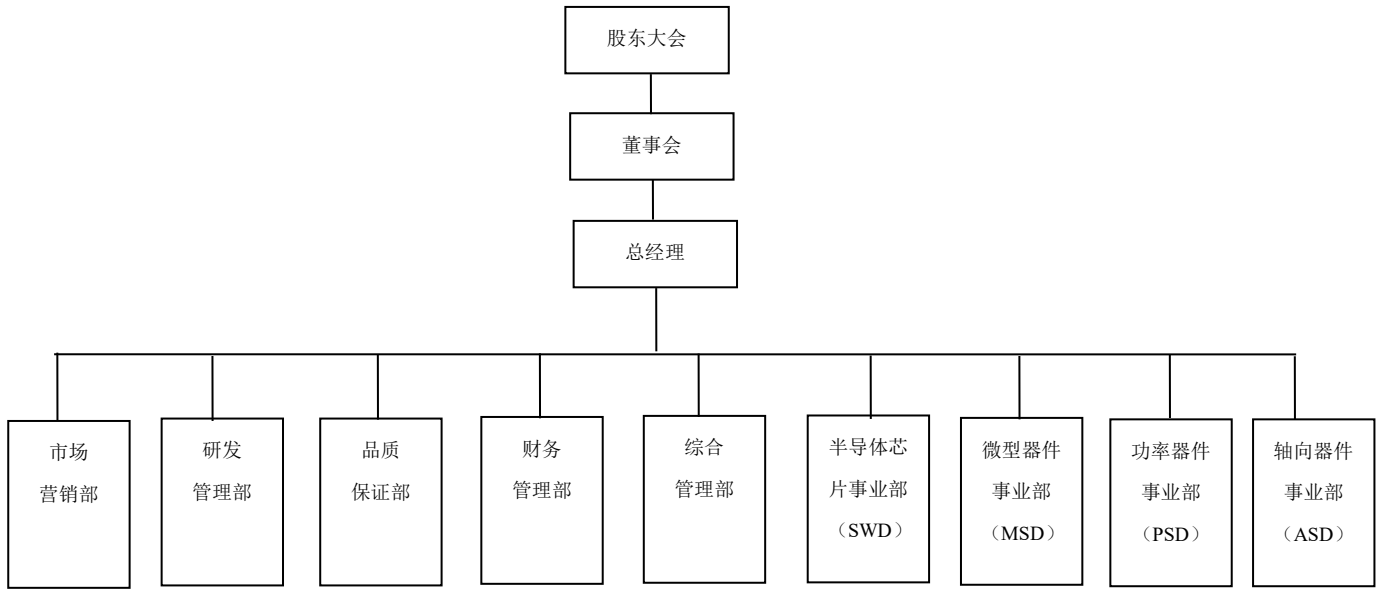 股东大会
董事会
总经理
市场
营销部
研发
管理部
品质
保证部
财务
管理部
综合
管理部
半导体芯
片事业部
（SWD）
微型器件
事业部
（MSD）
功率器件
事业部
（PSD）
轴向器件
事业部
（ASD）